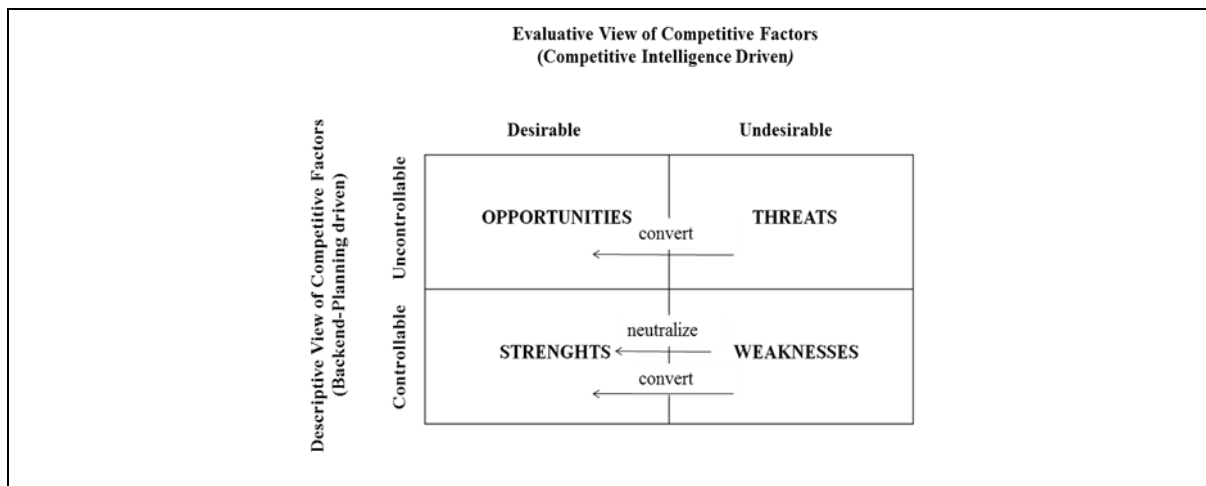 Evaluative View of Competitive Factors
(Competitive Intelligence Driven)
Desirable
Undesirable
Descriptive View of Competitive Factors
(Backend-Planning driven)
Uncontrollable
OPPORTUNITIES
THREATS
convert
Controllable
neutralize
STRENGHTS
WEAKNESSES
convert